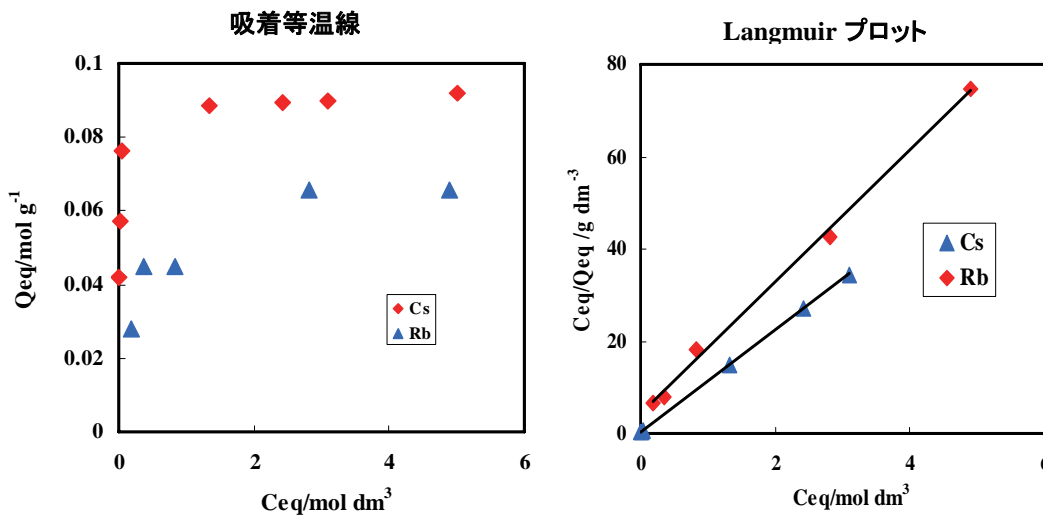 吸着等温線
0.1
0.08
0.06
0.04
0.02
0
Qeq/mol g-1
0 2 4 6
Ceq/mol dm3
Cs
Rb
Langmuir プロット
80
60
40
20
0
Ceq/Qeq /g dm-3
0 2 4 6
Ceq/mol dm3
Cs
Rb